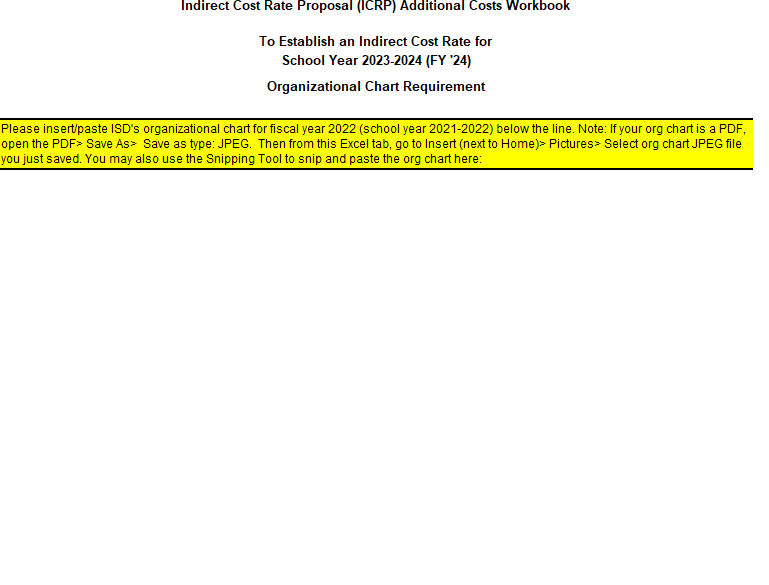 Indirect Cost Rate Proposal (ICRP) Additional Costs Workbook
To Establish an Indirect Cost Rate for
School Year 2023-2024 (FY '24)
Organizational Chart Requirement
Please insert/paste ISD's organizational chart for fiscal year 2022 (school year 2021-2022) below the line. Note: If your org chart is a PDF,
open the PDF> Save As>  Save as type: JPEG.  Then from this Excel tab, go to Insert (next to Home)> Pictures> Select org chart JPEG file
you just saved. You may also use the Snipping Tool to snip and paste the org chart here: